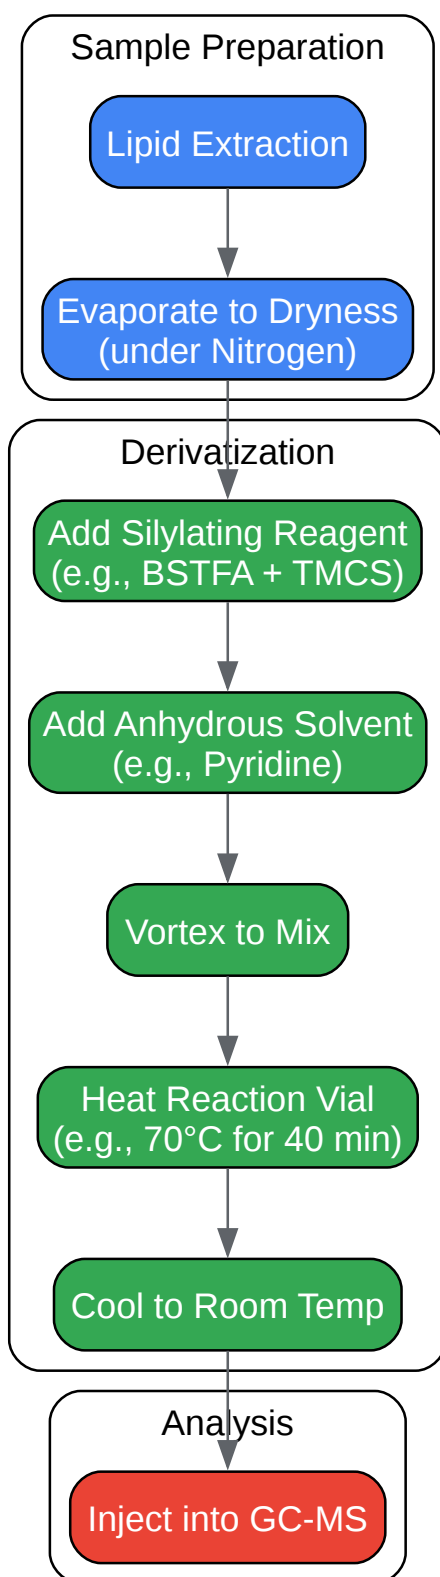 Sample Preparation
Lipid Extraction
Evaporate to Dryness
(under Nitrogen)
Derivatization
Add Silylating Reagent
(e.g., BSTFA + TMCS)
Add Anhydrous Solvent
(e.g., Pyridine)
Vortex to Mix
Heat Reaction Vial
(e.g., 70°C for 40 min)
Cool to Room Temp
Analysis
Inject into GC-MS